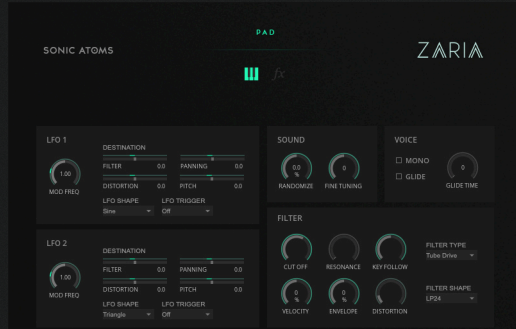 PAD
SONIC ATOMS
ZARIA
fx
LFO 1
DESTINATION
1.00
MOD FREQ
FILTER 0.0 PANNING 0.0
DISTORTION 0.0 PITCH 0.0
LFO SHAPE LFO TRIGGER
Sine Off
SOUND
0.0 %
RANDOMIZE
0
FINE TUNING
VOICE
MONO
GLIDE
0
GLIDE TIME
LFO 2
DESTINATION
1.00
MOD FREQ
FILTER 0.0 PANNING 0.0
DISTORTION 0.0 PITCH 0.0
LFO SHAPE LFO TRIGGER
Triangle Off
FILTER
CUT OFF RESONANCE KEY FOLLOW
FILTER TYPE
Tube Drive
0 % 0 %
VELOCITY ENVELOPE DISTORTION
FILTER SHAPE
LP24